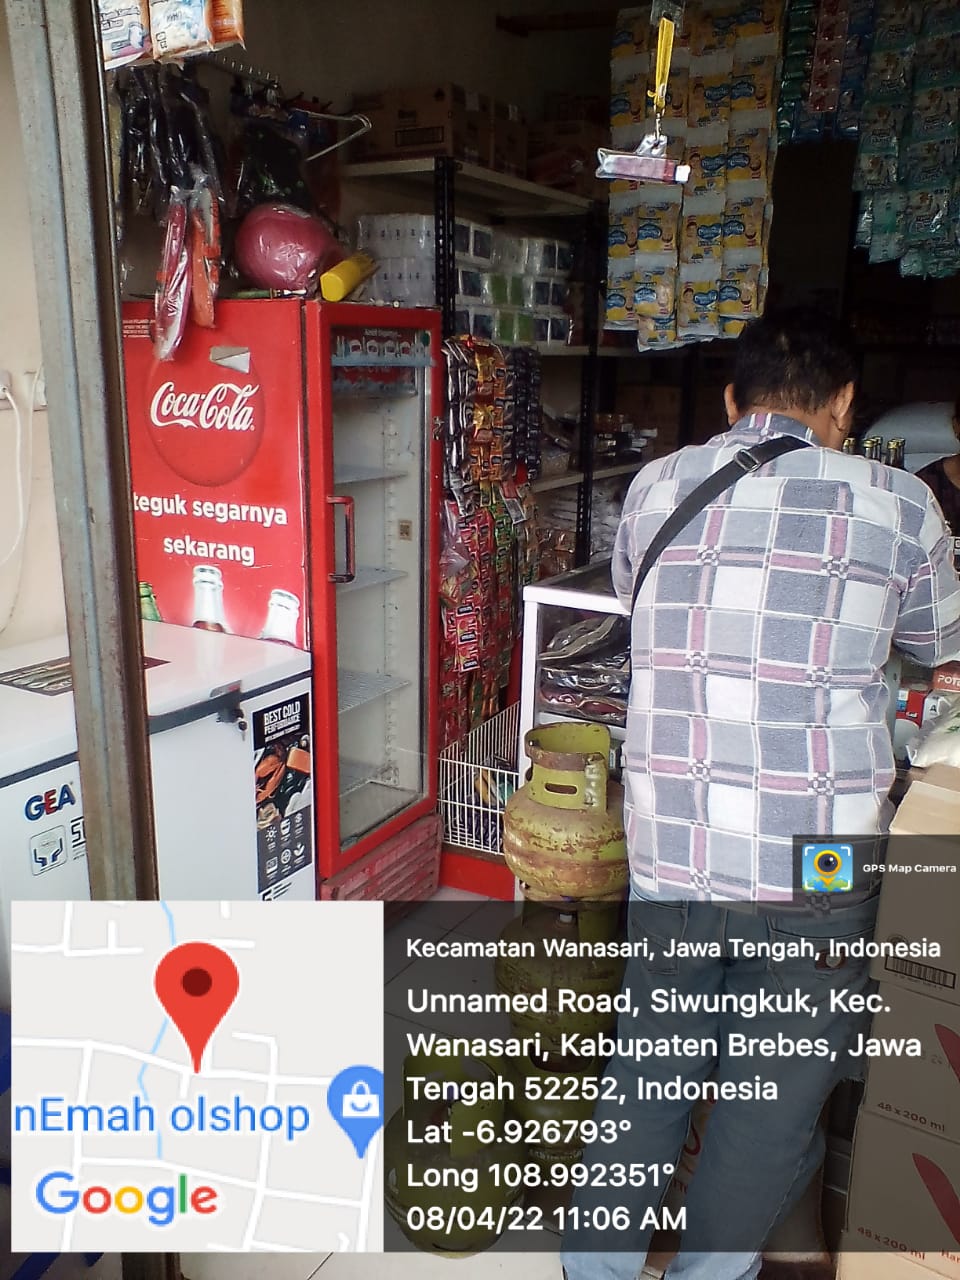 Coca-Cola
teguk segarnya
sekarang
BEST COLD
PERFORMANCE
GEA
POTE
GPS Map Camera
Kecamatan Wanasari, Jawa Tengah, Indonesia
Unnamed Road, Siwungkuk, Kec.
Wanasari, Kabupaten Brebes, Jawa
Tengah 52252, Indonesia
Lat -6.926793°
Long 108.992351°
08/04/22 11:06 AM
nEmah olshop
Google
48 x 200 ml
48 x 200 ml